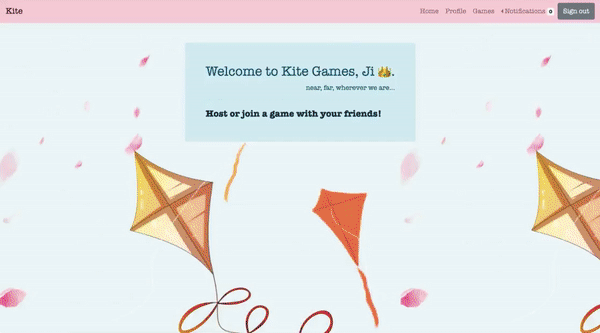 Kite
Home Profile Games Notifications 0 Sign out
Welcome to Kite Games, Ji 👑.
near, far, wherever we are...
Host or join a game with your friends!